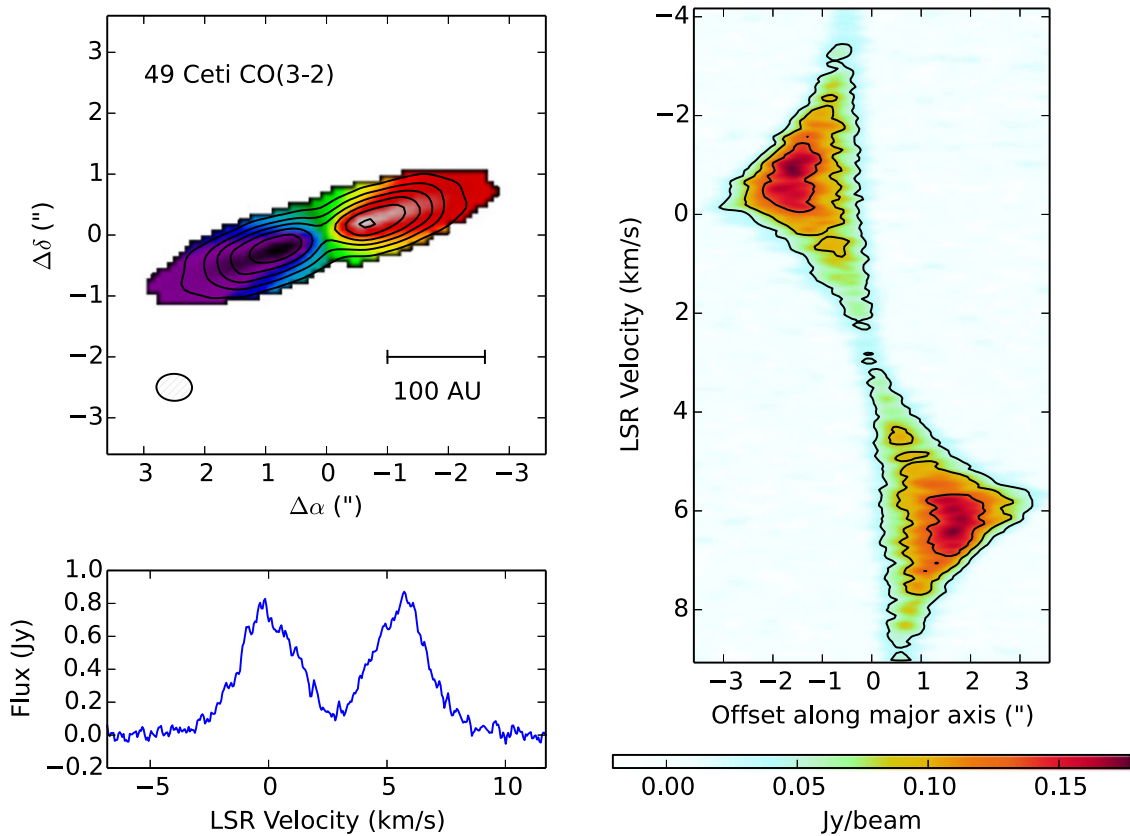 49 Ceti CO(3-2)
3
2
1
0
−1
−2
−3
Δδ (")
100 AU
3 2 1 0 −1 −2 −3
Δα (")
−4
−2
0
2
4
6
8
LSR Velocity (km/s)
−3 −2 −1 0 1 2 3
Offset along major axis (")
1.0
0.8
0.6
0.4
0.2
0.0
−0.2
Flux (Jy)
−5 0 5 10
LSR Velocity (km/s)
0.00 0.05 0.10 0.15
Jy/beam